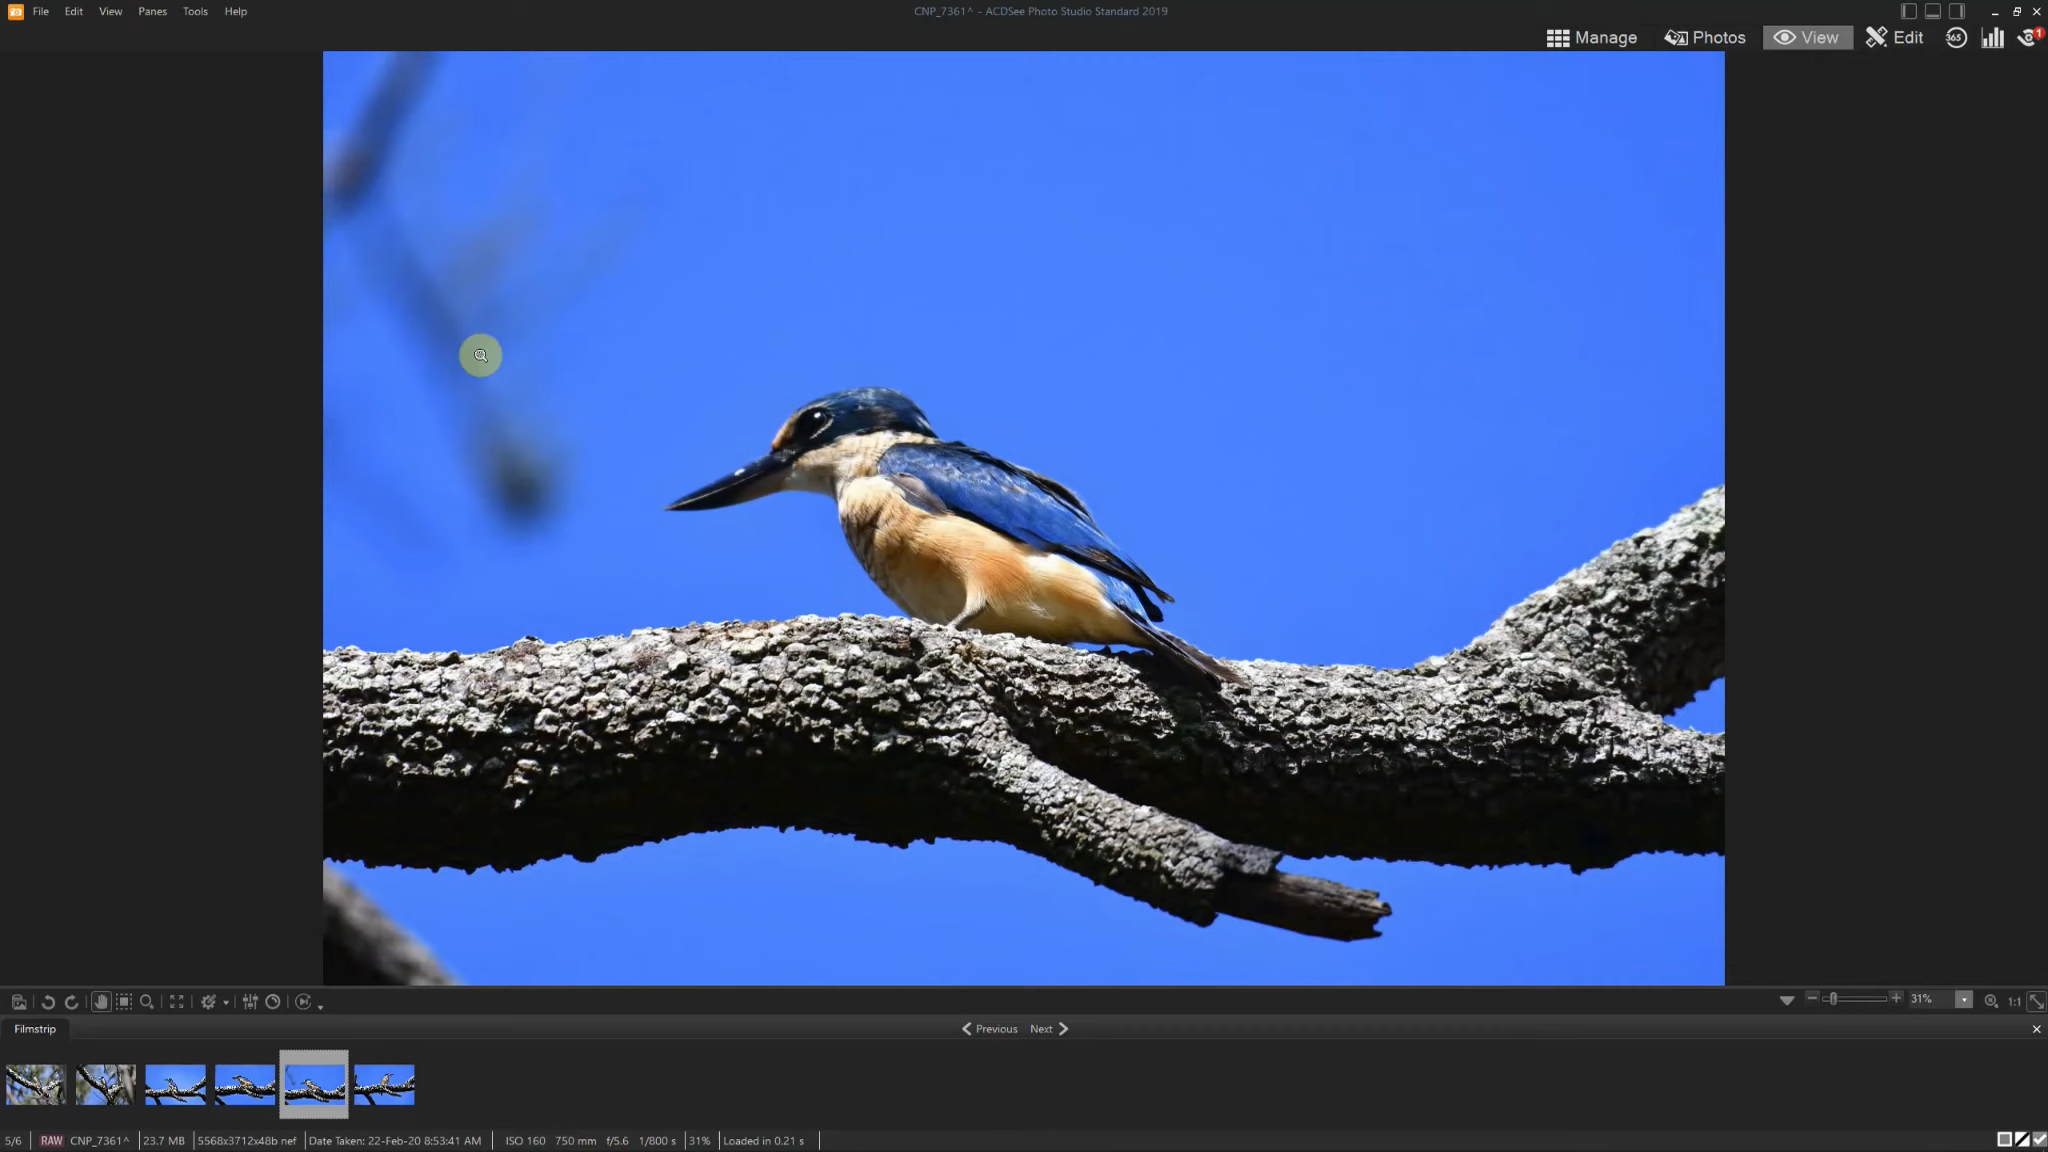 File Edit View Panes Tools Help
CNP_7361^ - ACDSee Photo Studio Standard 2019
Manage Photos View Edit 365 1
31% 1:1
Filmstrip
Previous Next
5/6 RAW CNP_7361^ 23.7 MB 5568x3712x48b nef Date Taken: 22-Feb-20 8:53:41 AM ISO 160 750 mm f/5.6 1/800 s 31% Loaded in 0.21 s